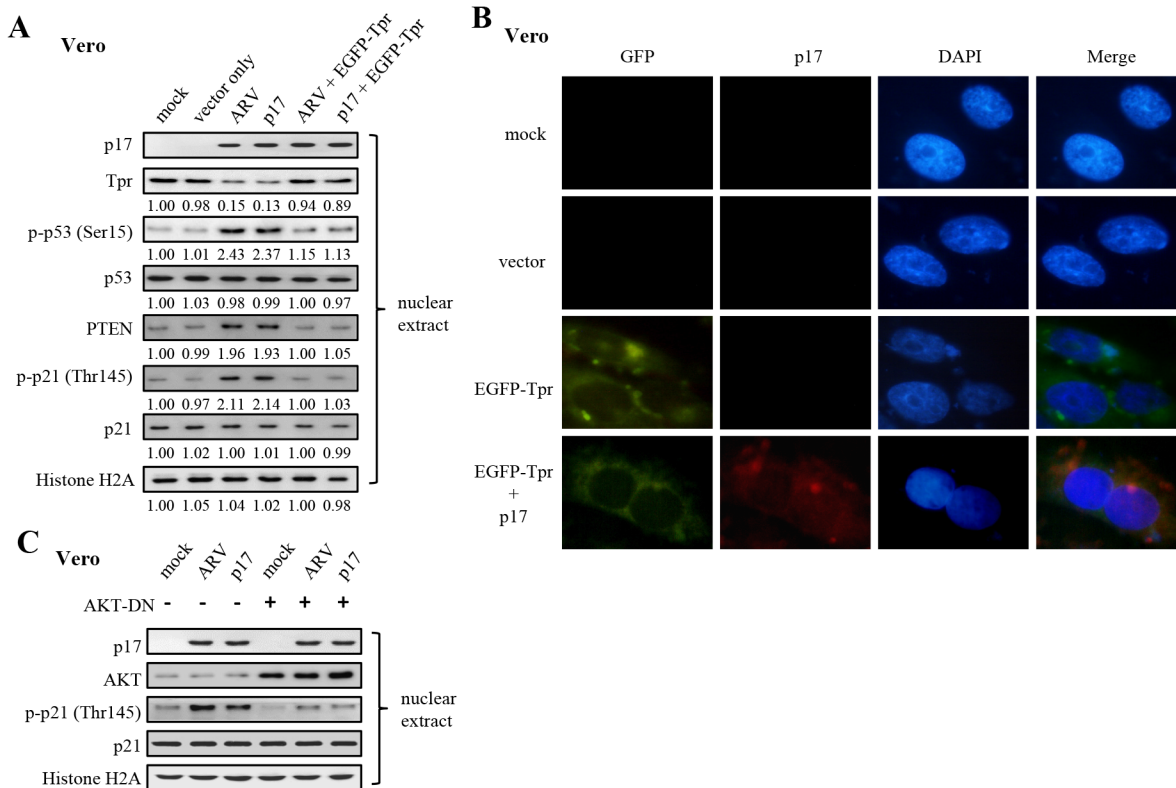 A
Vero
mock
vector only
ARV
p17
ARV + EGFP-Tpr
p17 + EGFP-Tpr
p17
Tpr
1.00 0.98 0.15 0.13 0.94 0.89
p-p53 (Ser15)
1.00 1.01 2.43 2.37 1.15 1.13
p53
1.00 1.03 0.98 0.99 1.00 0.97
PTEN
1.00 0.99 1.96 1.93 1.00 1.05
p-p21 (Thr145)
1.00 0.97 2.11 2.14 1.00 1.03
p21
1.00 1.02 1.00 1.01 1.00 0.99
Histone H2A
1.00 1.05 1.04 1.02 1.00 0.98
nuclear
extract
B
Vero
GFP p17 DAPI Merge
mock
vector
EGFP-Tpr
EGFP-Tpr
+
p17
C
Vero
mock
ARV
p17
mock
ARV
p17
AKT-DN - - - + + +
p17
AKT
p-p21 (Thr145)
p21
Histone H2A
nuclear
extract